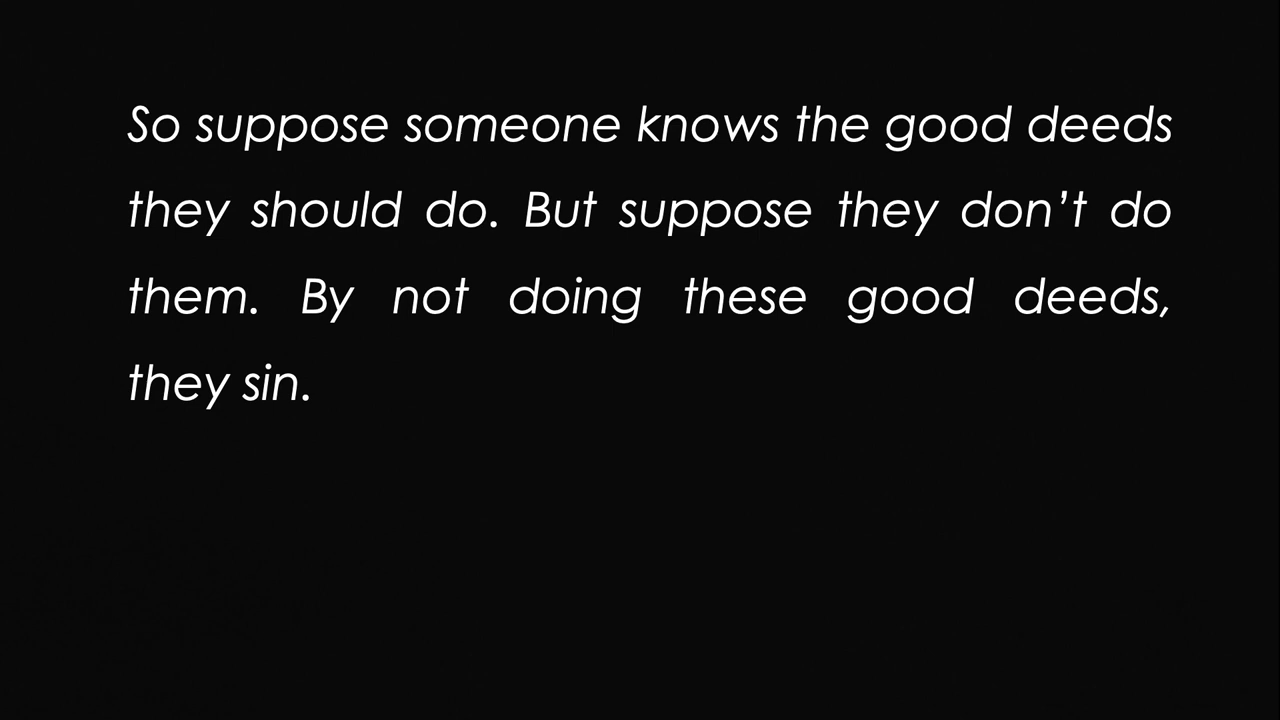 So suppose someone knows the good deeds
they should do. But suppose they don’t do
them. By not doing these good deeds,
they sin.